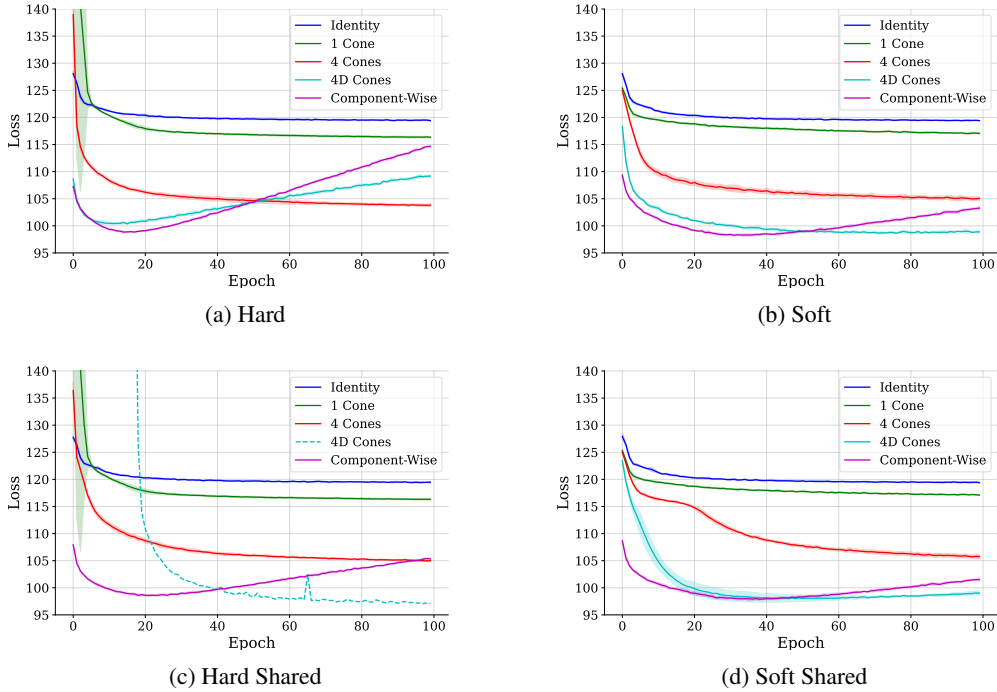 140
135
130
125
120
115
110
105
100
95
Loss
0
20
40
60
80
100
Epoch
Identity
1 Cone
4 Cones
4D Cones
Component-Wise
(a) Hard
140
135
130
125
120
115
110
105
100
95
Loss
0
20
40
60
80
100
Epoch
Identity
1 Cone
4 Cones
4D Cones
Component-Wise
(b) Soft
140
135
130
125
120
115
110
105
100
95
Loss
0
20
40
60
80
100
Epoch
Identity
1 Cone
4 Cones
4D Cones
Component-Wise
(c) Hard Shared
140
135
130
125
120
115
110
105
100
95
Loss
0
20
40
60
80
100
Epoch
Identity
1 Cone
4 Cones
4D Cones
Component-Wise
(d) Soft Shared